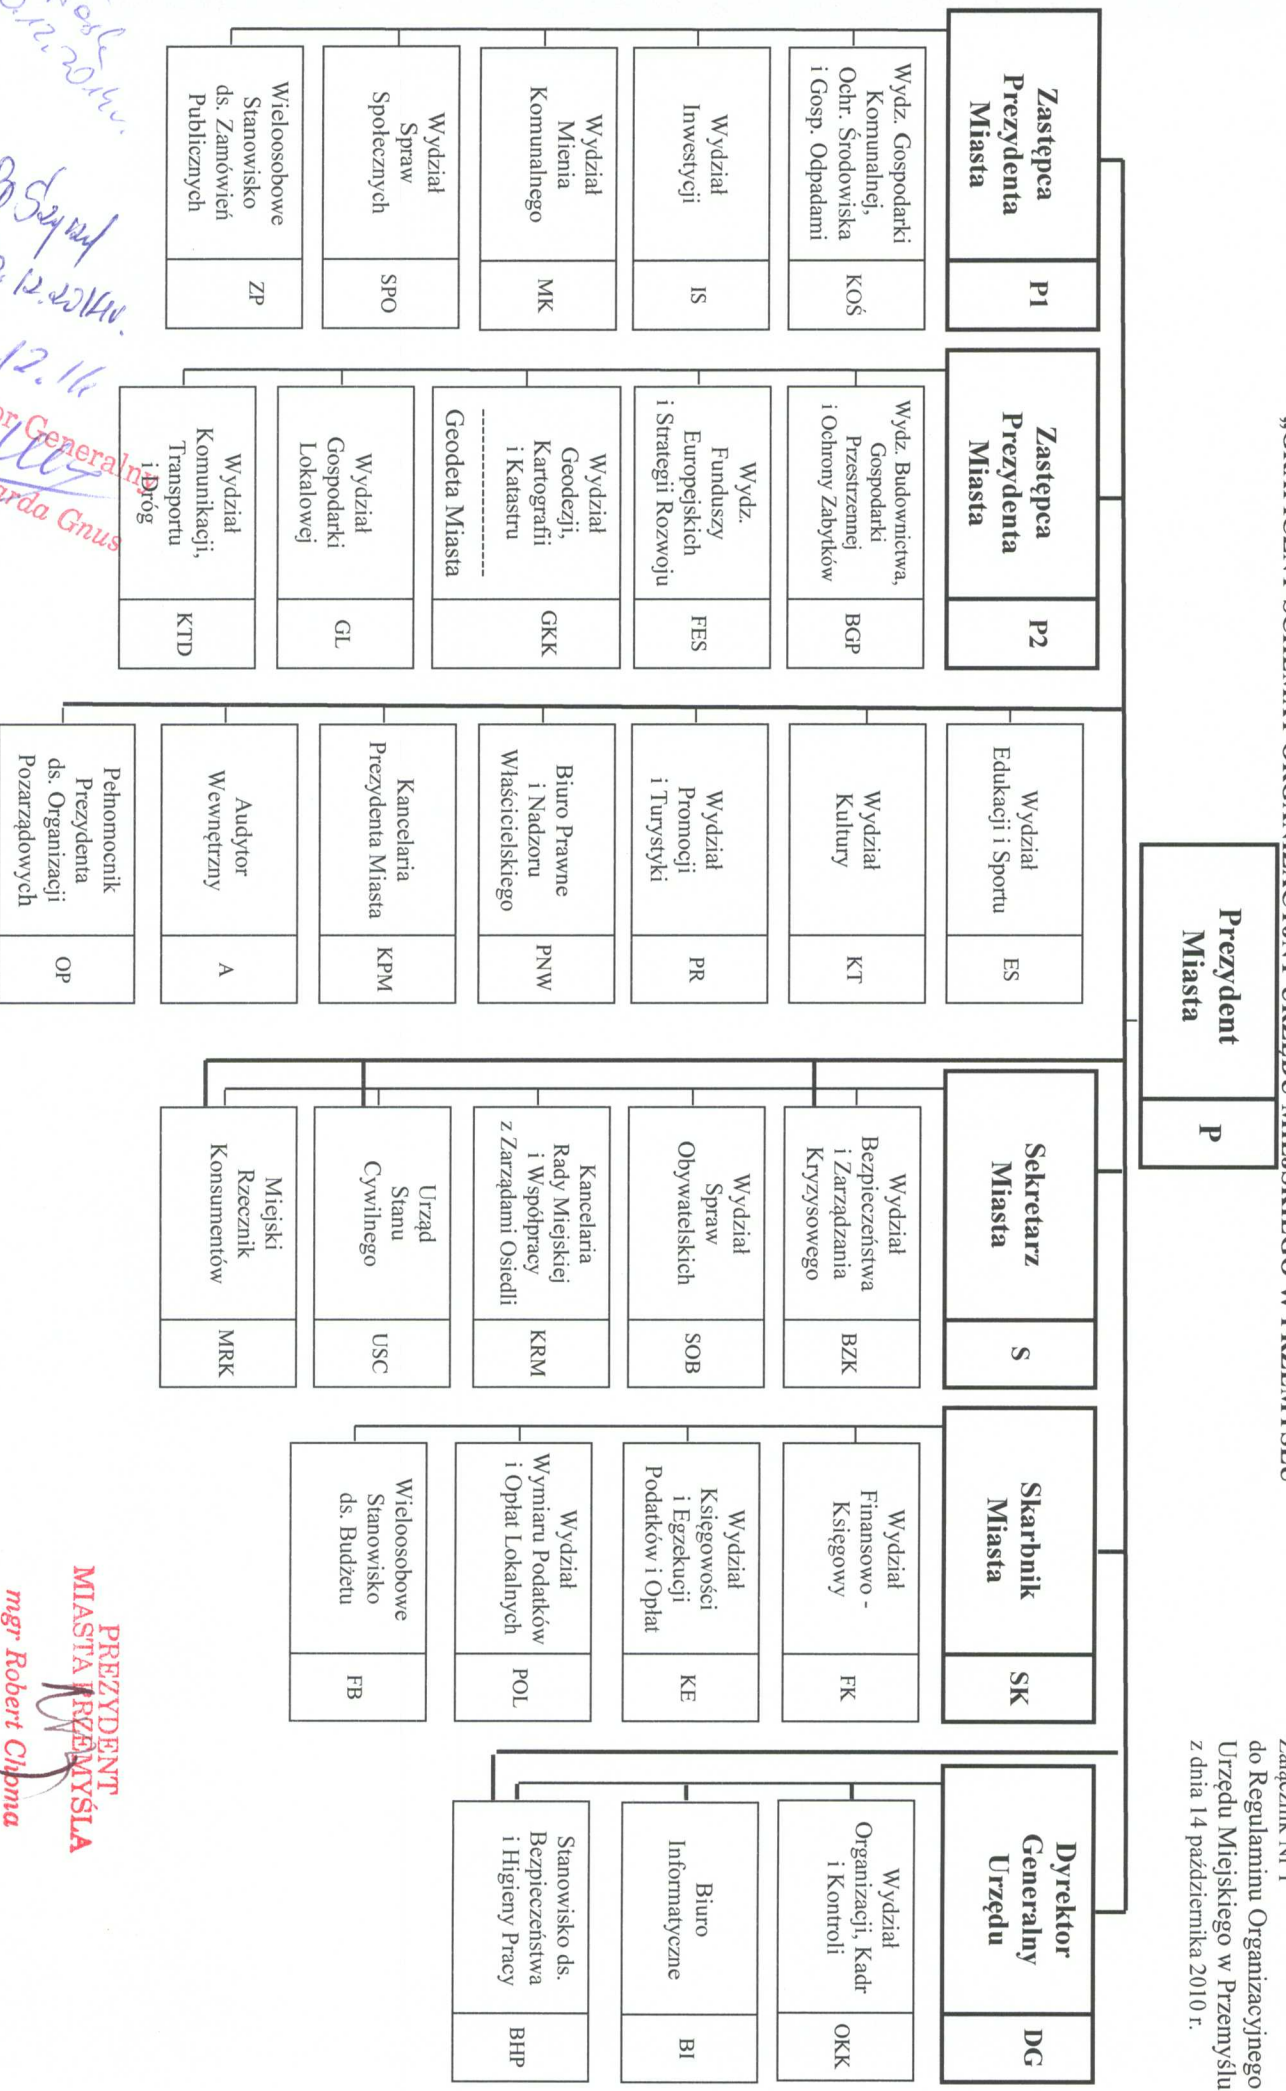 „SCHEMAT ORGANIZACYJNY URZĘDU MIEJSKIEGO W PRZEMYŚLU
do Regulaminu Organizacyjnego
Urzędu Miejskiego w Przemyślu
z dnia 14 października 2010 r.
Prezydent
Miasta
P
Zastępca
Prezydenta
Miasta
P1
Wydz. Gospodarki
Komunalnej,
Ochr. Środowiska
i Gosp. Odpadami
KOŚ
Wydział
Inwestycji
IS
Wydział
Mienia
Komunalnego
MK
Wydział
Spraw
Społecznych
SPO
Wieloosobowe
Stanowisko
ds. Zamówień
Publicznych
ZP
Zastępca
Prezydenta
Miasta
P2
Wydz. Budownictwa,
Gospodarki
Przestrzennej
i Ochrony Zabytków
BGP
Wydz.
Funduszy
Europejskich
i Strategii Rozwoju
FES
Wydział
Geodezji,
Kartografii
i Katastru
--------------------
Geodeta Miasta
GKK
Wydział
Gospodarki
Lokalowej
GL
Wydział
Komunikacji,
Transportu
i Dróg
KTD
Wydział
Edukacji i Sportu
ES
Wydział
Kultury
KT
Wydział
Promocji
i Turystyki
PR
Biuro Prawne
i Nadzoru
Właścicielskiego
PNW
Kancelaria
Prezydenta Miasta
KPM
Audytor
Wewnętrzny
A
Pełnomocnik
Prezydenta
ds. Organizacji
Pozarządowych
OP
Sekretarz
Miasta
S
Wydział
Bezpieczeństwa
i Zarządzania
Kryzysowego
BZK
Wydział
Spraw
Obywatelskich
SOB
Kancelaria
Rady Miejskiej
i Współpracy
z Zarządami Osiedli
KRM
Urząd
Stanu
Cywilnego
USC
Miejski
Rzecznik
Konsumentów
MRK
Skarbnik
Miasta
SK
Wydział
Finansowo -
Księgowy
FK
Wydział
Księgowości
i Egzekucji
Podatków i Opłat
KE
Wydział
Wymiaru Podatków
i Opłat Lokalnych
POL
Wieloosobowe
Stanowisko
ds. Budżetu
FB
Dyrektor
Generalny
Urzędu
DG
Wydział
Organizacji, Kadr
i Kontroli
OKK
Biuro
Informatyczne
BI
Stanowisko ds.
Bezpieczeństwa
i Higieny Pracy
BHP
or Generalny
arda Gnus
PREZYDENT
MIASTA PRZEMYŚLA
mgr Robert Choma